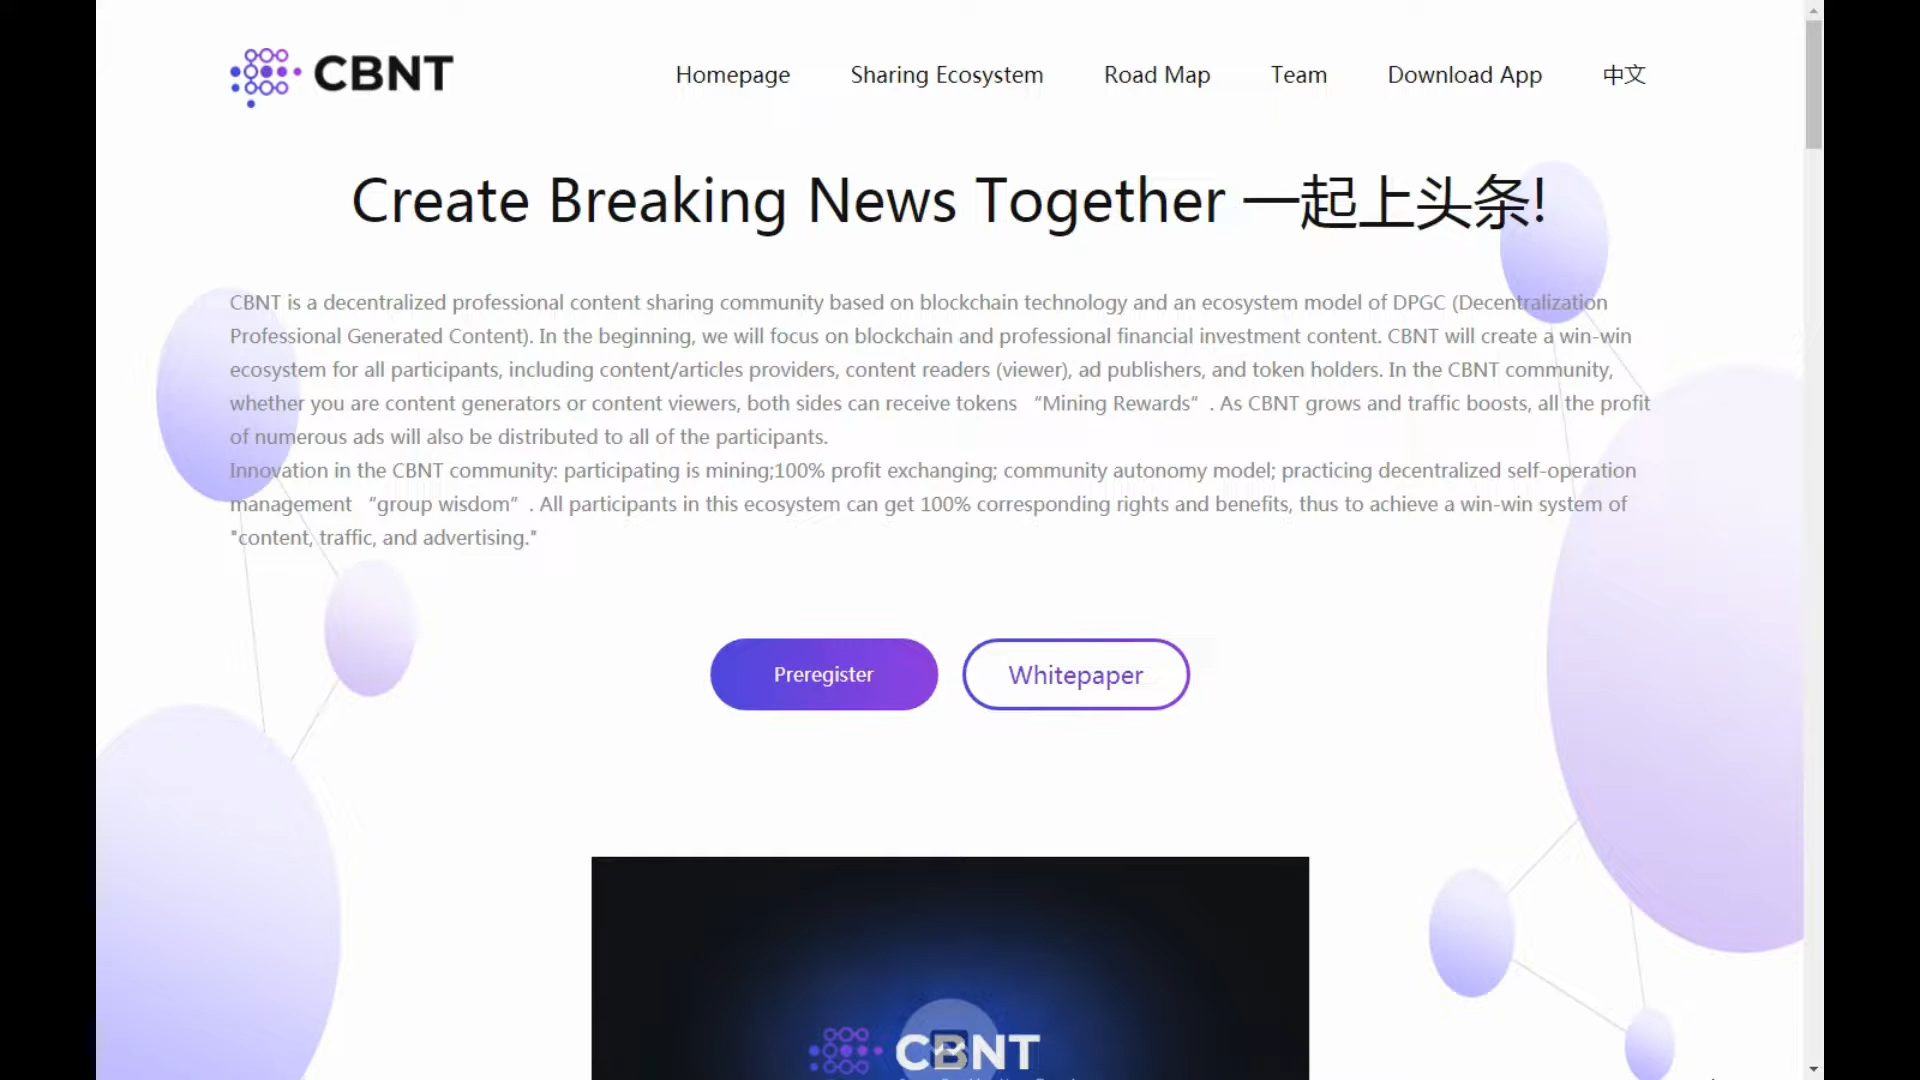 CBNT
Homepage
Sharing Ecosystem
Road Map
Team
Download App
中文
Create Breaking News Together 一起上头条!
CBNT is a decentralized professional content sharing community based on blockchain technology and an ecosystem model of DPGC (Decentralization
Professional Generated Content). In the beginning, we will focus on blockchain and professional financial investment content. CBNT will create a win-win
ecosystem for all participants, including content/articles providers, content readers (viewer), ad publishers, and token holders. In the CBNT community,
whether you are content generators or content viewers, both sides can receive tokens “Mining Rewards” . As CBNT grows and traffic boosts, all the profit
of numerous ads will also be distributed to all of the participants.
Innovation in the CBNT community: participating is mining;100% profit exchanging; community autonomy model; practicing decentralized self-operation
management “group wisdom” . All participants in this ecosystem can get 100% corresponding rights and benefits, thus to achieve a win-win system of
"content, traffic, and advertising."
Preregister
Whitepaper
CBNT